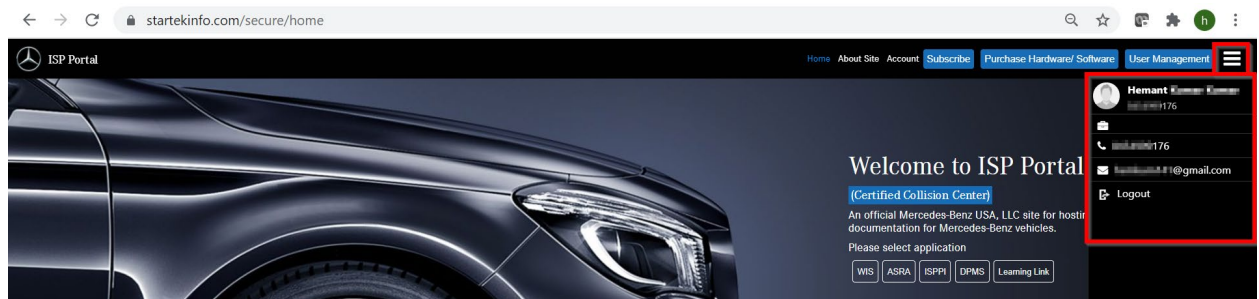 startekinfo.com/secure/home
h
ISP Portal
Home About Site Account Subscribe Purchase Hardware/ Software User Management
Hemant
176
176
@gmail.com
Logout
Welcome to ISP Portal
(Certified Collision Center)
An official Mercedes-Benz USA, LLC site for
documentation for Mercedes-Benz vehicles.
Please select application
WIS ASRA ISPPI DPMS Learning Link